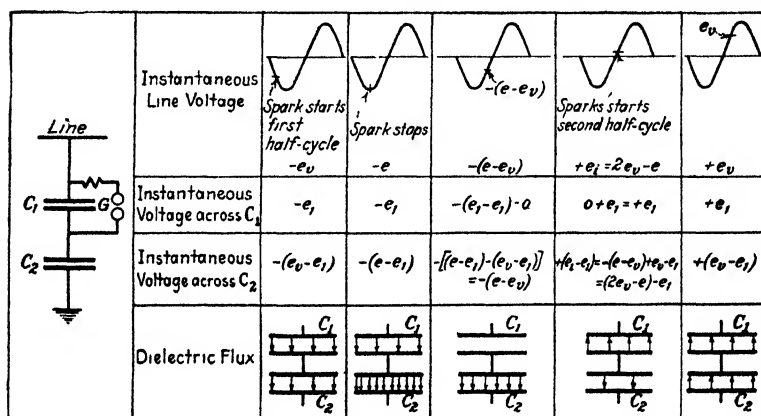 Line
C₁
G
C₂
Instantaneous
Line Voltage
Spark starts
first
half-cycle
-eᵥ
Spark stops
-e
-(e-eᵥ)
-(e-eᵥ)
Sparks starts
second half-cycle
+eᵢ=2eᵥ-e
eᵥ
+eᵥ
Instantaneous
Voltage across C₁
-e₁
-e₁
-(e₁-e₁)-0
0+e₁=+e₁
+e₁
Instantaneous
Voltage across C₂
-(eᵥ-e₁)
-(e-e₁)
-[(e-e₁)-(eᵥ-e₁)]
=-(e-eᵥ)
+(eᵢ-e₁)=-(e-eᵥ)+eᵥ-e₁
=(2eᵥ-e)-e₁
+(eᵥ-e₁)
Dielectric Flux
C₁
C₂
C₁
C₂
C₁
C₂
C₁
C₂
C₁
C₂